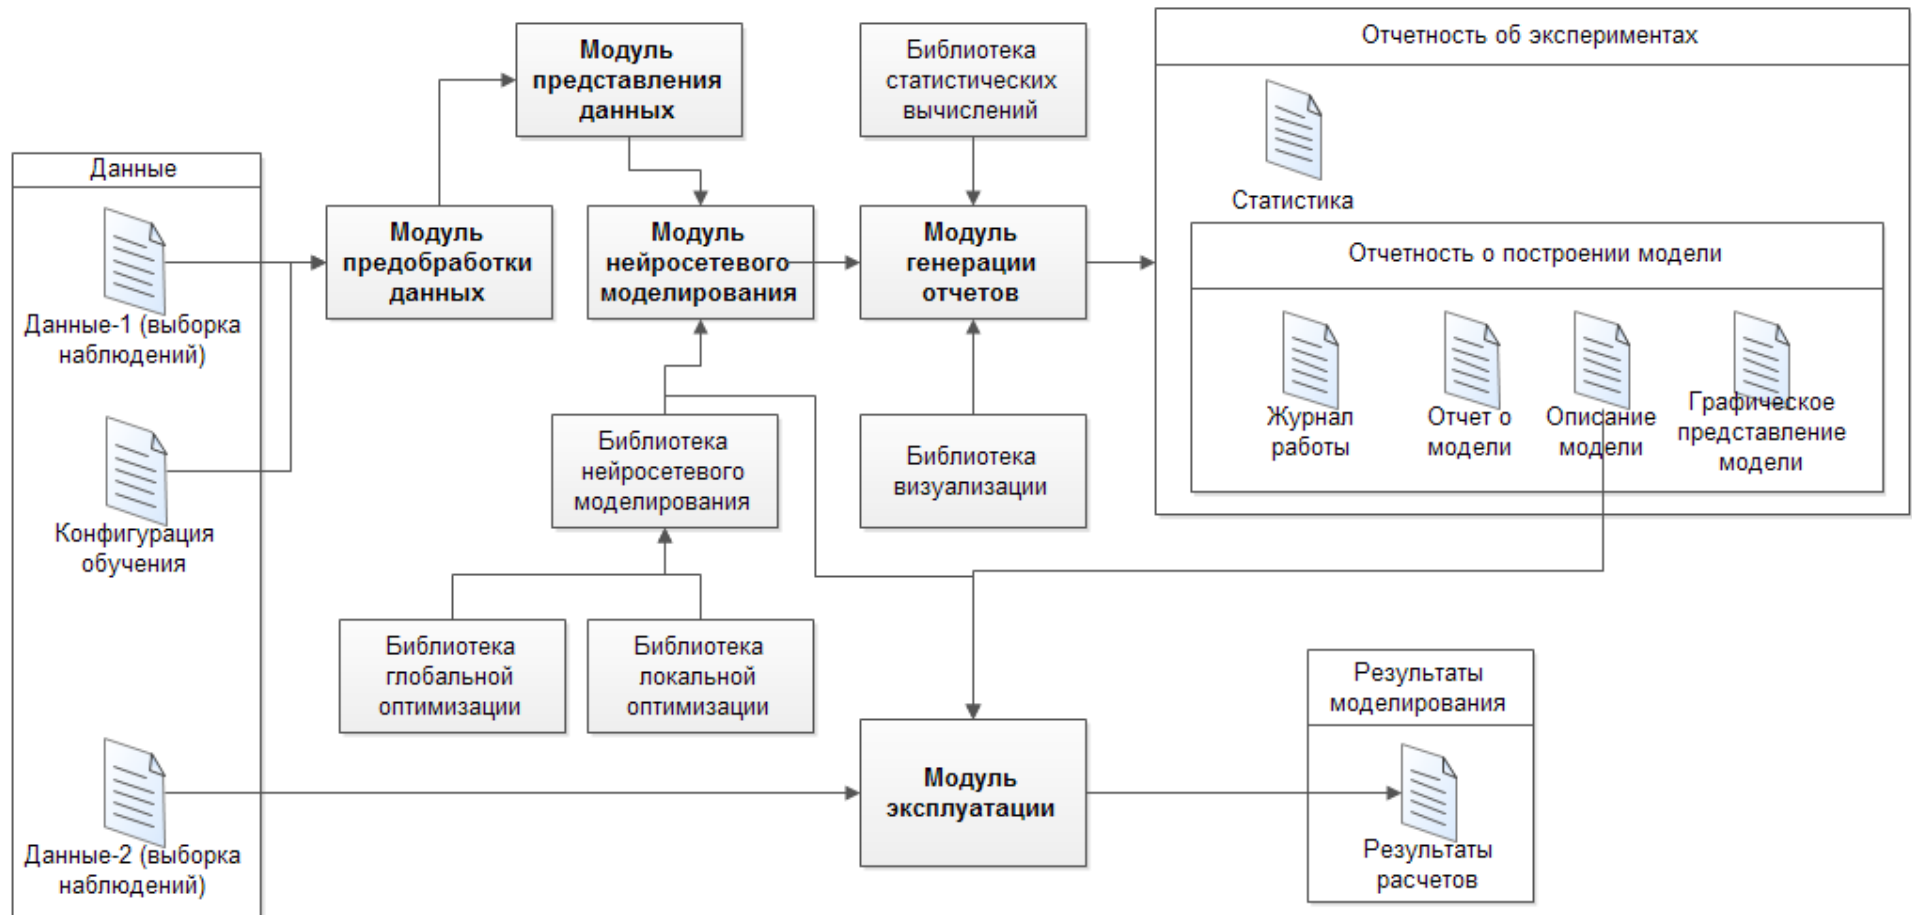 Модуль
представления
данных
Библиотека
статистических
вычислений
Отчетность об экспериментах
Статистика
Данные
Данные-1 (выборка
наблюдений)
Конфигурация
обучения
Данные-2 (выборка
наблюдений)
Модуль
предобработки
данных
Модуль
нейросетевого
моделирования
Модуль
генерации
отчетов
Отчетность о построении модели
Журнал
работы
Отчет о
модели
Описание
модели
Графическое
представление
модели
Библиотека
нейросетевого
моделирования
Библиотека
визуализации
Библиотека
глобальной
оптимизации
Библиотека
локальной
оптимизации
Модуль
эксплуатации
Результаты
моделирования
Результаты
расчетов